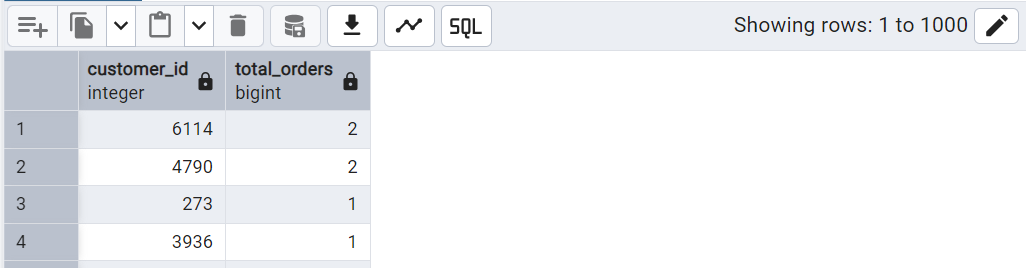 SQL
Showing rows: 1 to 1000
customer_id total_orders
integer bigint
1 6114 2
2 4790 2
3 273 1
4 3936 1